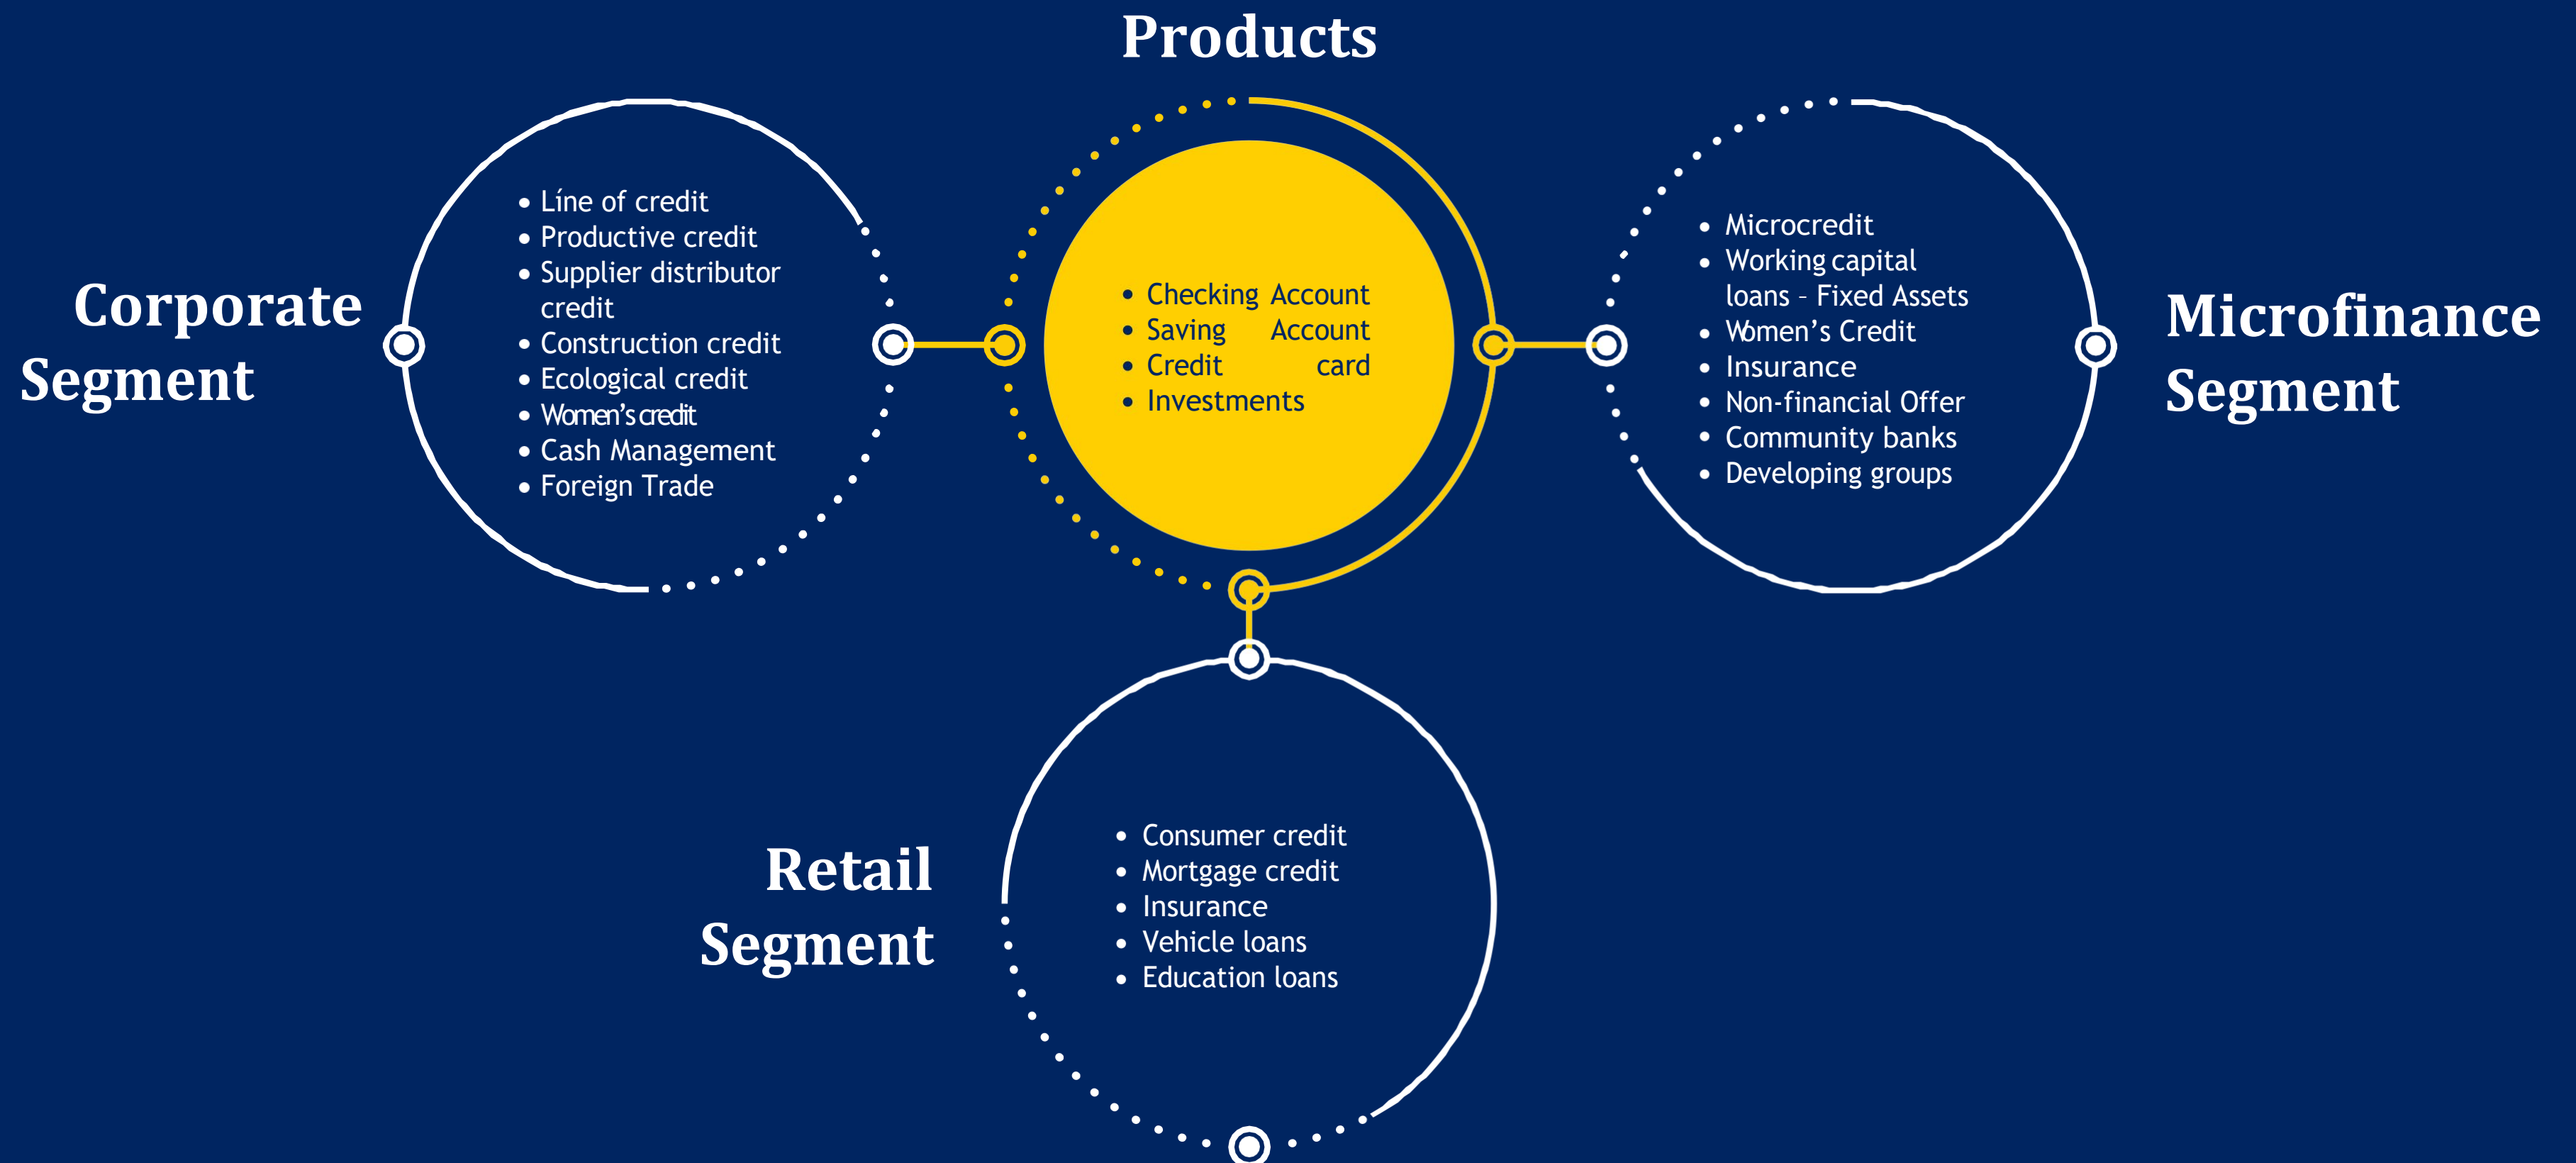 Products
Corporate
Segment
• Líne of credit
• Productive credit
• Supplier distributor
credit
• Construction credit
• Ecological credit
• Women’s credit
• Cash Management
• Foreign Trade
• Checking Account
• Saving Account
• Credit card
• Investments
• Microcredit
• Working capital
loans – Fixed Assets
• Women’s Credit
• Insurance
• Non-financial Offer
• Community banks
• Developing groups
Microfinance
Segment
Retail
Segment
• Consumer credit
• Mortgage credit
• Insurance
• Vehicle loans
• Education loans